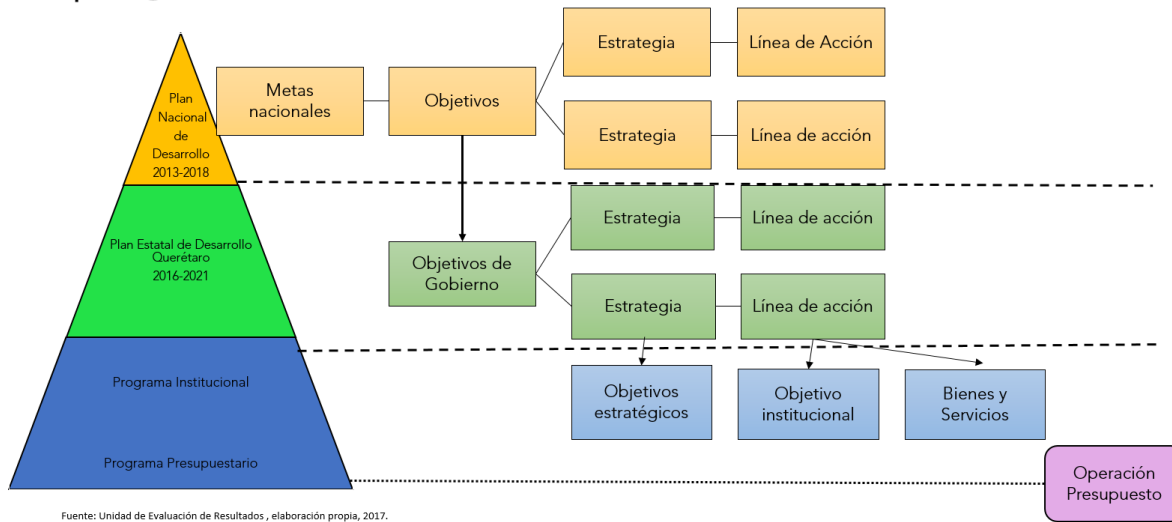 Plan
Nacional
de
Desarrollo
2013-2018
Metas
nacionales
Objetivos
Estrategia
Línea de Acción
Estrategia
Línea de acción
Plan Estatal de Desarrollo
Querétaro
2016-2021
Objetivos de
Gobierno
Estrategia
Línea de acción
Estrategia
Línea de acción
Programa Institucional
Objetivos
estratégicos
Objetivo
institucional
Bienes y
Servicios
Programa Presupuestario
Operación
Presupuesto
Fuente: Unidad de Evaluación de Resultados , elaboración propia, 2017.